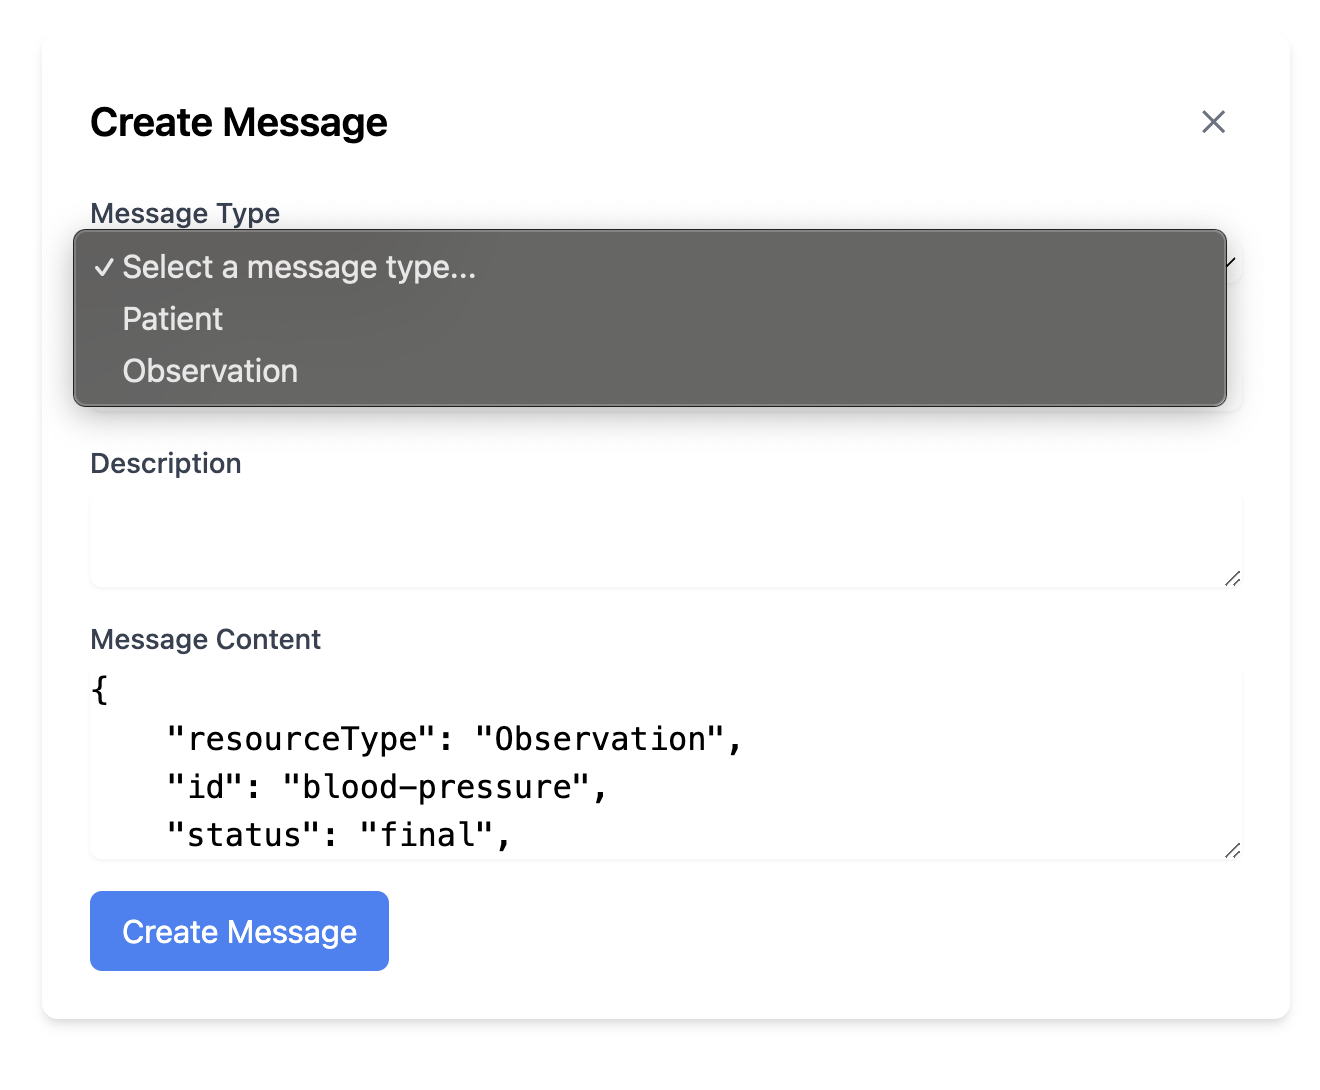 Create Message
Message Type
✓ Select a message type...
Patient
Observation
Description
Message Content
{
    "resourceType": "Observation",
    "id": "blood-pressure",
    "status": "final",
Create Message